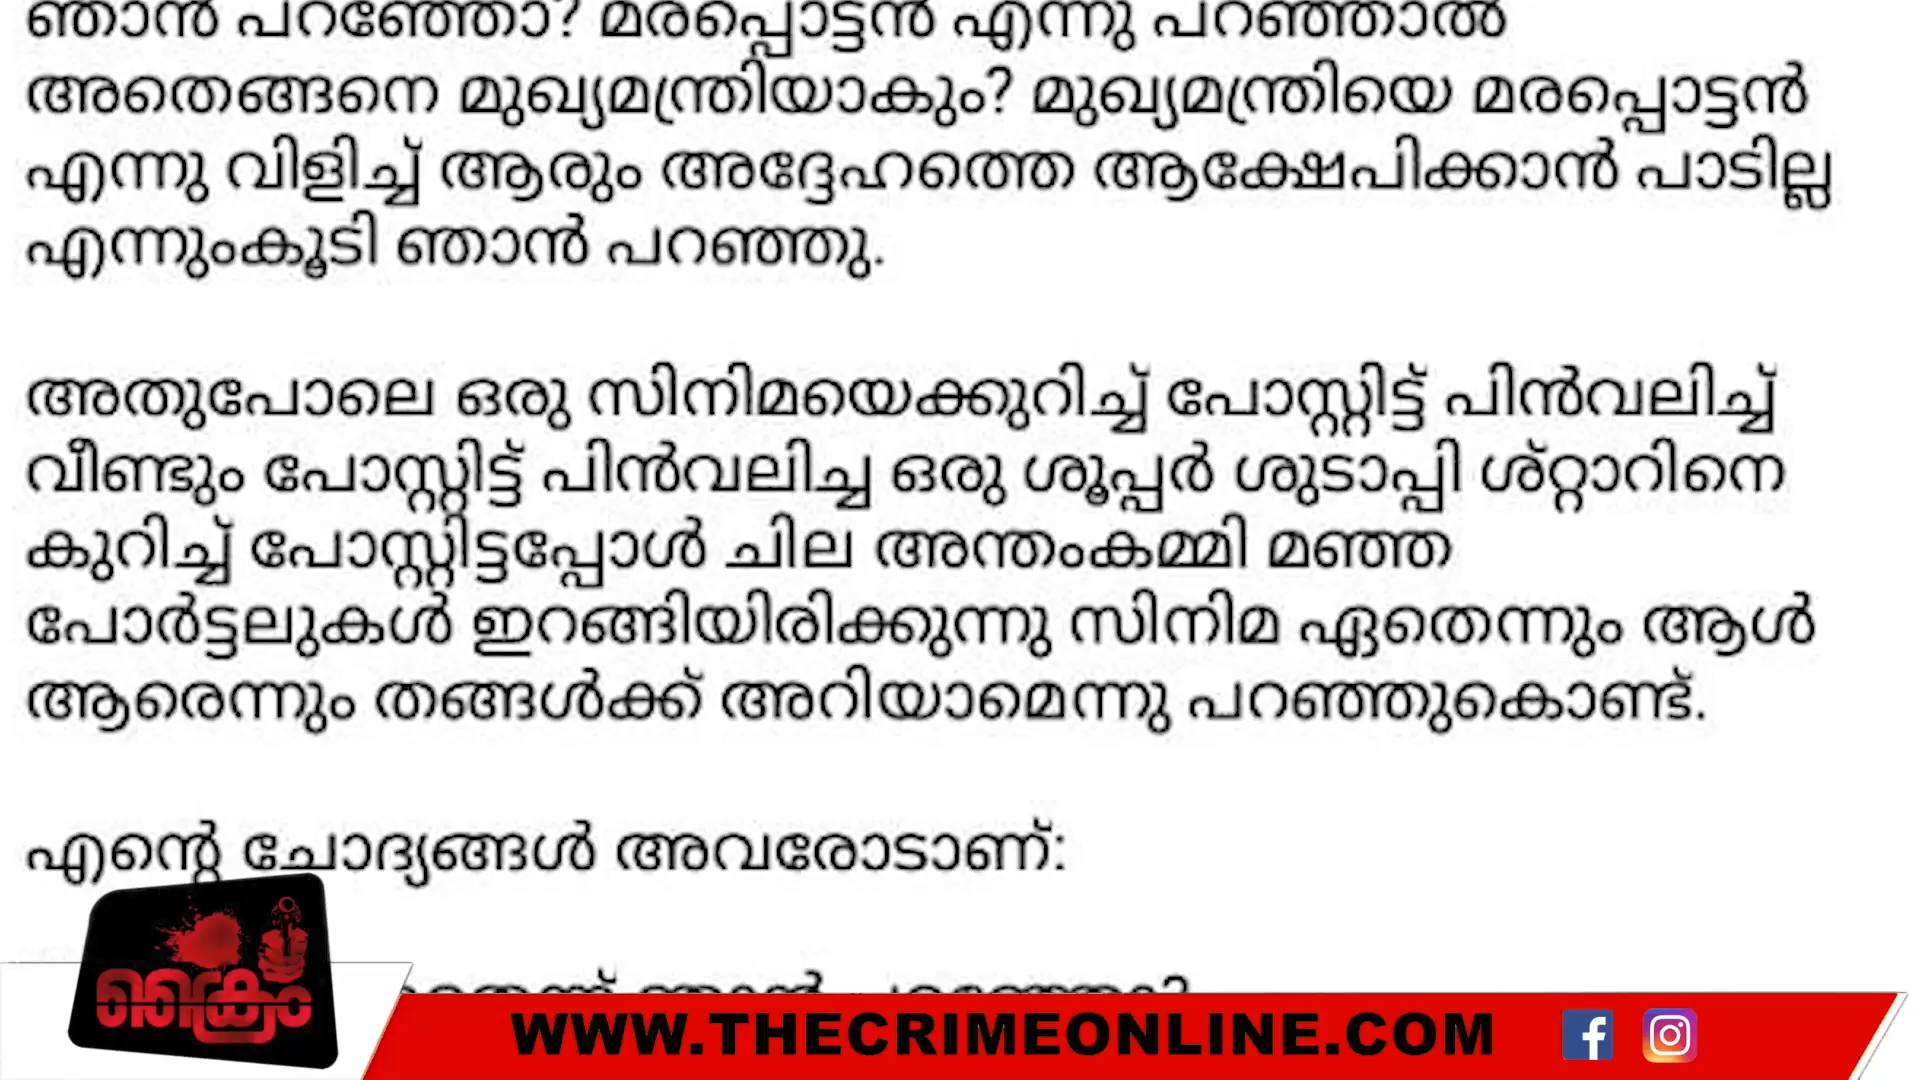 ഞാൻ പറഞ്ഞോ? മരപ്പൊട്ടൻ എന്നു പറഞ്ഞാൽ
അതെങ്ങനെ മുഖ്യമന്ത്രിയാകും? മുഖ്യമന്ത്രിയെ മരപ്പൊട്ടൻ
എന്നു വിളിച്ച് ആരും അദ്ദേഹത്തെ ആക്ഷേപിക്കാൻ പാടില്ല
എന്നുംകൂടി ഞാൻ പറഞ്ഞു.
അതുപോലെ ഒരു സിനിമയെക്കുറിച്ച് പോസ്റ്റിട്ട് പിൻവലിച്ച്
വീണ്ടും പോസ്റ്റിട്ട് പിൻവലിച്ച ഒരു ശൂപ്പർ ശുടാപ്പി ശ്റ്റാറിനെ
കുറിച്ച് പോസ്റ്റിട്ടപ്പോൾ ചില അന്തംകമ്മി മഞ്ഞ
പോർട്ടലുകൾ ഇറങ്ങിയിരിക്കുന്നു സിനിമ ഏതെന്നും ആൾ
ആരെന്നും തങ്ങൾക്ക് അറിയാമെന്നു പറഞ്ഞുകൊണ്ട്.
എന്റെ ചോദ്യങ്ങൾ അവരോടാണ്:
ക്രൈം
WWW.THECRIMEONLINE.COM